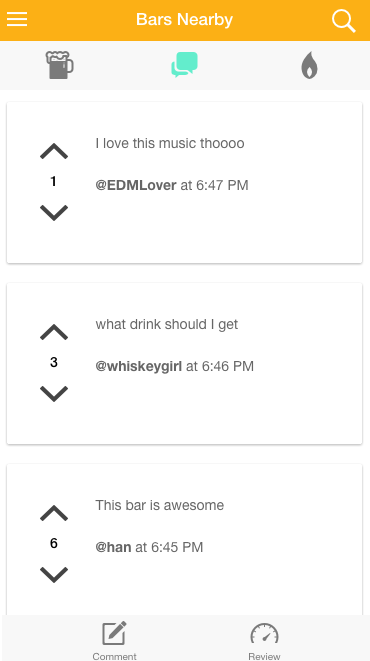 Bars Nearby
I love this music thoooo
1
@EDMLover at 6:47 PM
what drink should I get
3
@whiskeygirl at 6:46 PM
This bar is awesome
6
@han at 6:45 PM
Comment
Review